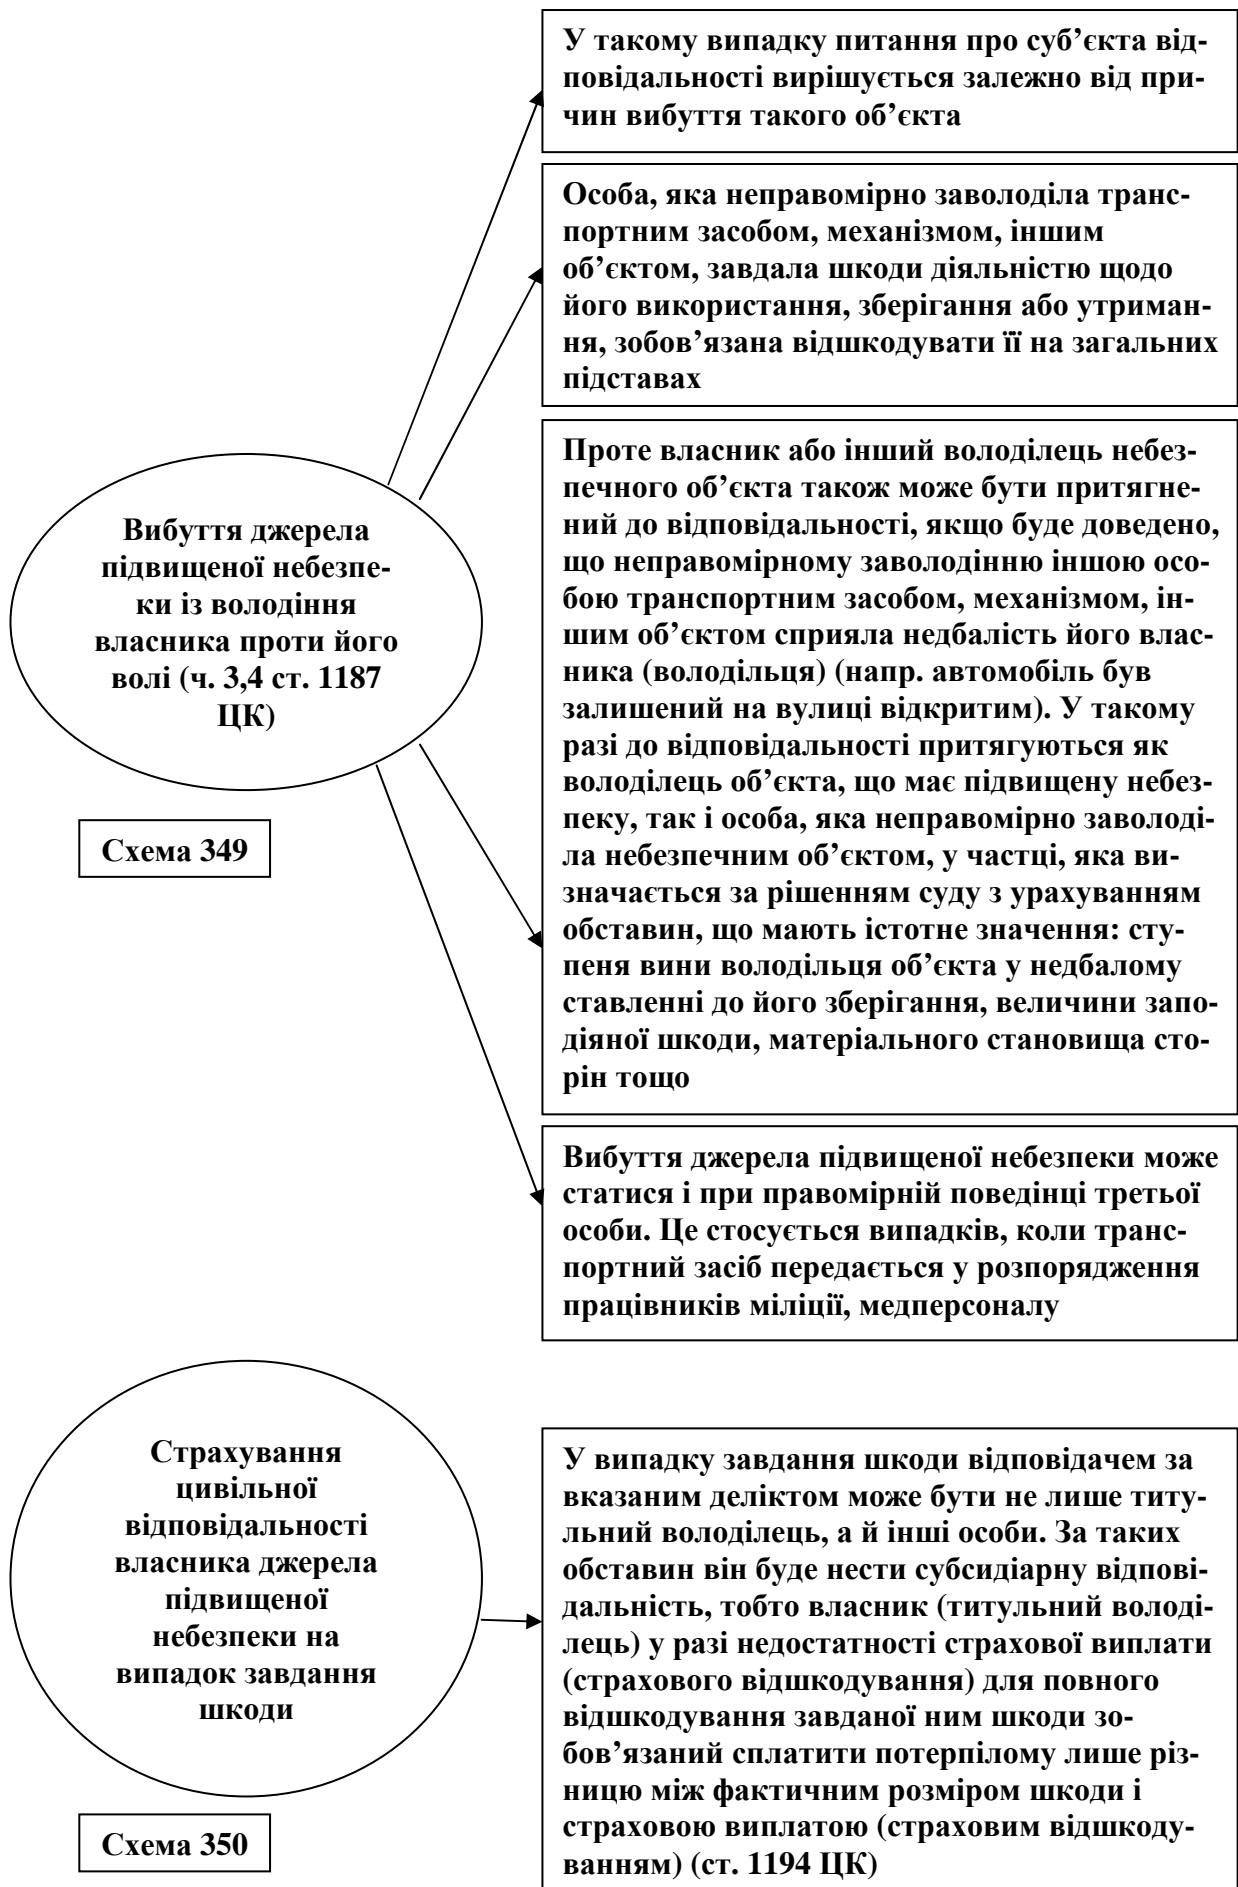 У такому випадку питання про суб’єкта від-
повідальності вирішується залежно від при-
чин вибуття такого об’єкта
Особа, яка неправомірно заволоділа транс-
портним засобом, механізмом, іншим
об’єктом, завдала шкоди діяльністю щодо
його використання, зберігання або утриман-
ня, зобов’язана відшкодувати її на загальних
підставах
Вибуття джерела
підвищеної небезпе-
ки із володіння
власника проти його
волі (ч. 3,4 ст. 1187
ЦК)
Схема 349
Проте власник або інший володілець небез-
печного об’єкта також може бути притягне-
ний до відповідальності, якщо буде доведено,
що неправомірному заволодінню іншою осо-
бою транспортним засобом, механізмом, ін-
шим об’єктом сприяла недбалість його влас-
ника (володільця) (напр. автомобіль був
залишений на вулиці відкритим). У такому
разі до відповідальності притягуються як
володілець об’єкта, що має підвищену небез-
пеку, так і особа, яка неправомірно заволоді-
ла небезпечним об’єктом, у частці, яка ви-
значається за рішенням суду з урахуванням
обставин, що мають істотне значення: сту-
пеня вини володільця об’єкта у недбалому
ставленні до його зберігання, величини запо-
діяної шкоди, матеріального становища сто-
рін тощо
Вибуття джерела підвищеної небезпеки може
статися і при правомірній поведінці третьої
особи. Це стосується випадків, коли транс-
портний засіб передається у розпорядження
працівників міліції, медперсоналу
Страхування
цивільної
відповідальності
власника джерела
підвищеної
небезпеки на
випадок завдання
шкоди
Схема 350
У випадку завдання шкоди відповідачем за
вказаним деліктом може бути не лише титу-
льний володілець, а й інші особи. За таких
обставин він буде нести субсидіарну відпові-
дальність, тобто власник (титульний володі-
лець) у разі недостатності страхової виплати
(страхового відшкодування) для повного
відшкодування завданої ним шкоди зо-
бов’язаний сплатити потерпілому лише різ-
ницю між фактичним розміром шкоди і
страховою виплатою (страховим відшкоду-
ванням) (ст. 1194 ЦК)